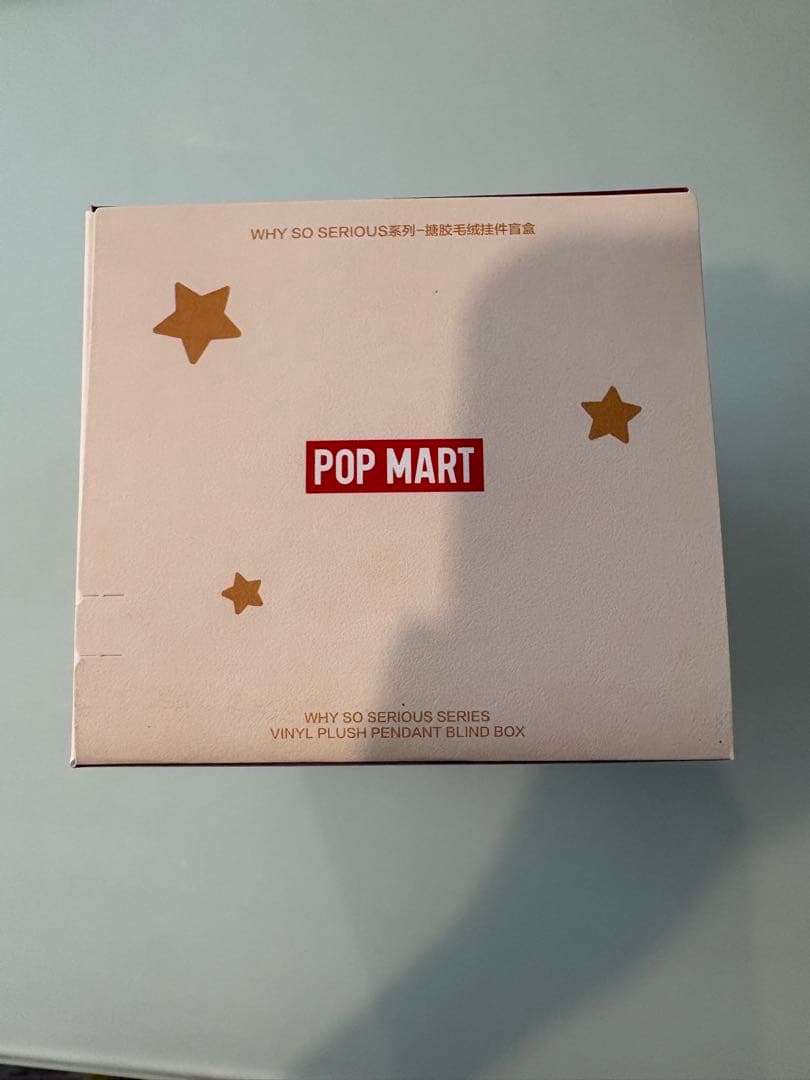 WHY SO SERIOUS系列-搪胶毛绒挂件盲盒
POP MART
WHY SO SERIOUS SERIES
VINYL PLUSH PENDANT BLIND BOX